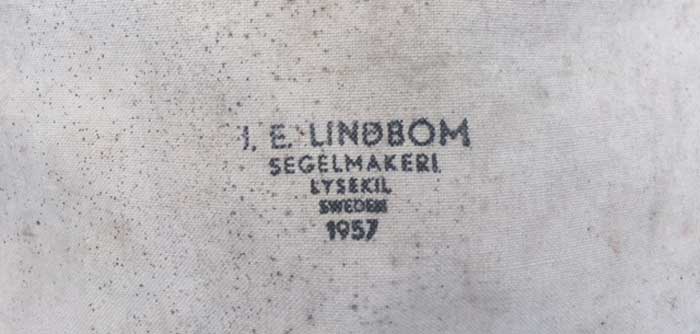 E. LINDBOM
SEGELMAKERI
LYSEKIL
SWEDEN
1957